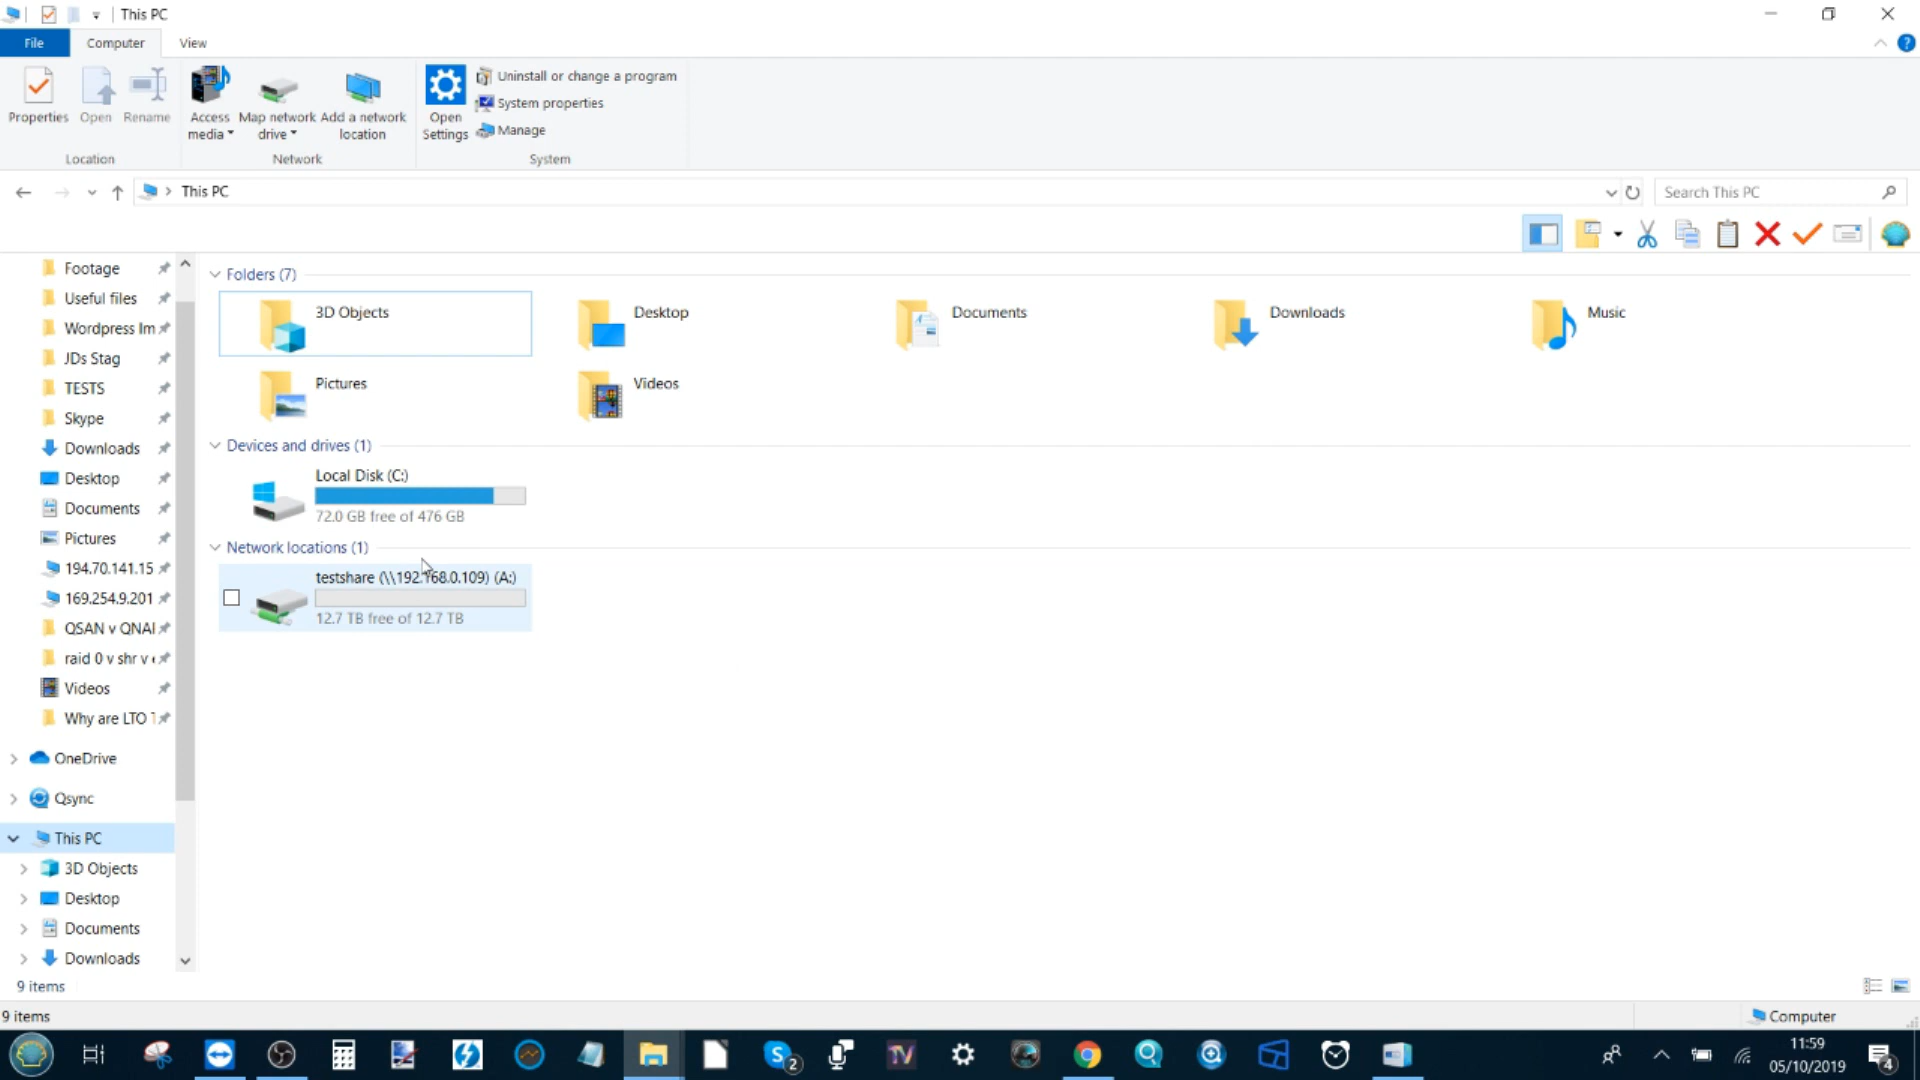 This PC
File
Computer
View
Properties
Open
Rename
Access media
Map network drive
Add a network location
Open Settings
Uninstall or change a program
System properties
Manage
Location
Network
System
This PC
Search This PC
Footage
Useful files
Wordpress Im
JDs Stag
TESTS
Skype
Downloads
Desktop
Documents
Pictures
194.70.141.15
169.254.9.201
QSAN v QNAI
raid 0 v shr v
Videos
Why are LTO
OneDrive
Qsync
This PC
3D Objects
Desktop
Documents
Downloads
Folders (7)
3D Objects
Desktop
Documents
Downloads
Music
Pictures
Videos
Devices and drives (1)
Local Disk (C:)
72.0 GB free of 476 GB
Network locations (1)
testshare (\\192.168.0.109) (A:)
12.7 TB free of 12.7 TB
9 items
9 items
Computer
S 2
TV
11:59
05/10/2019
4